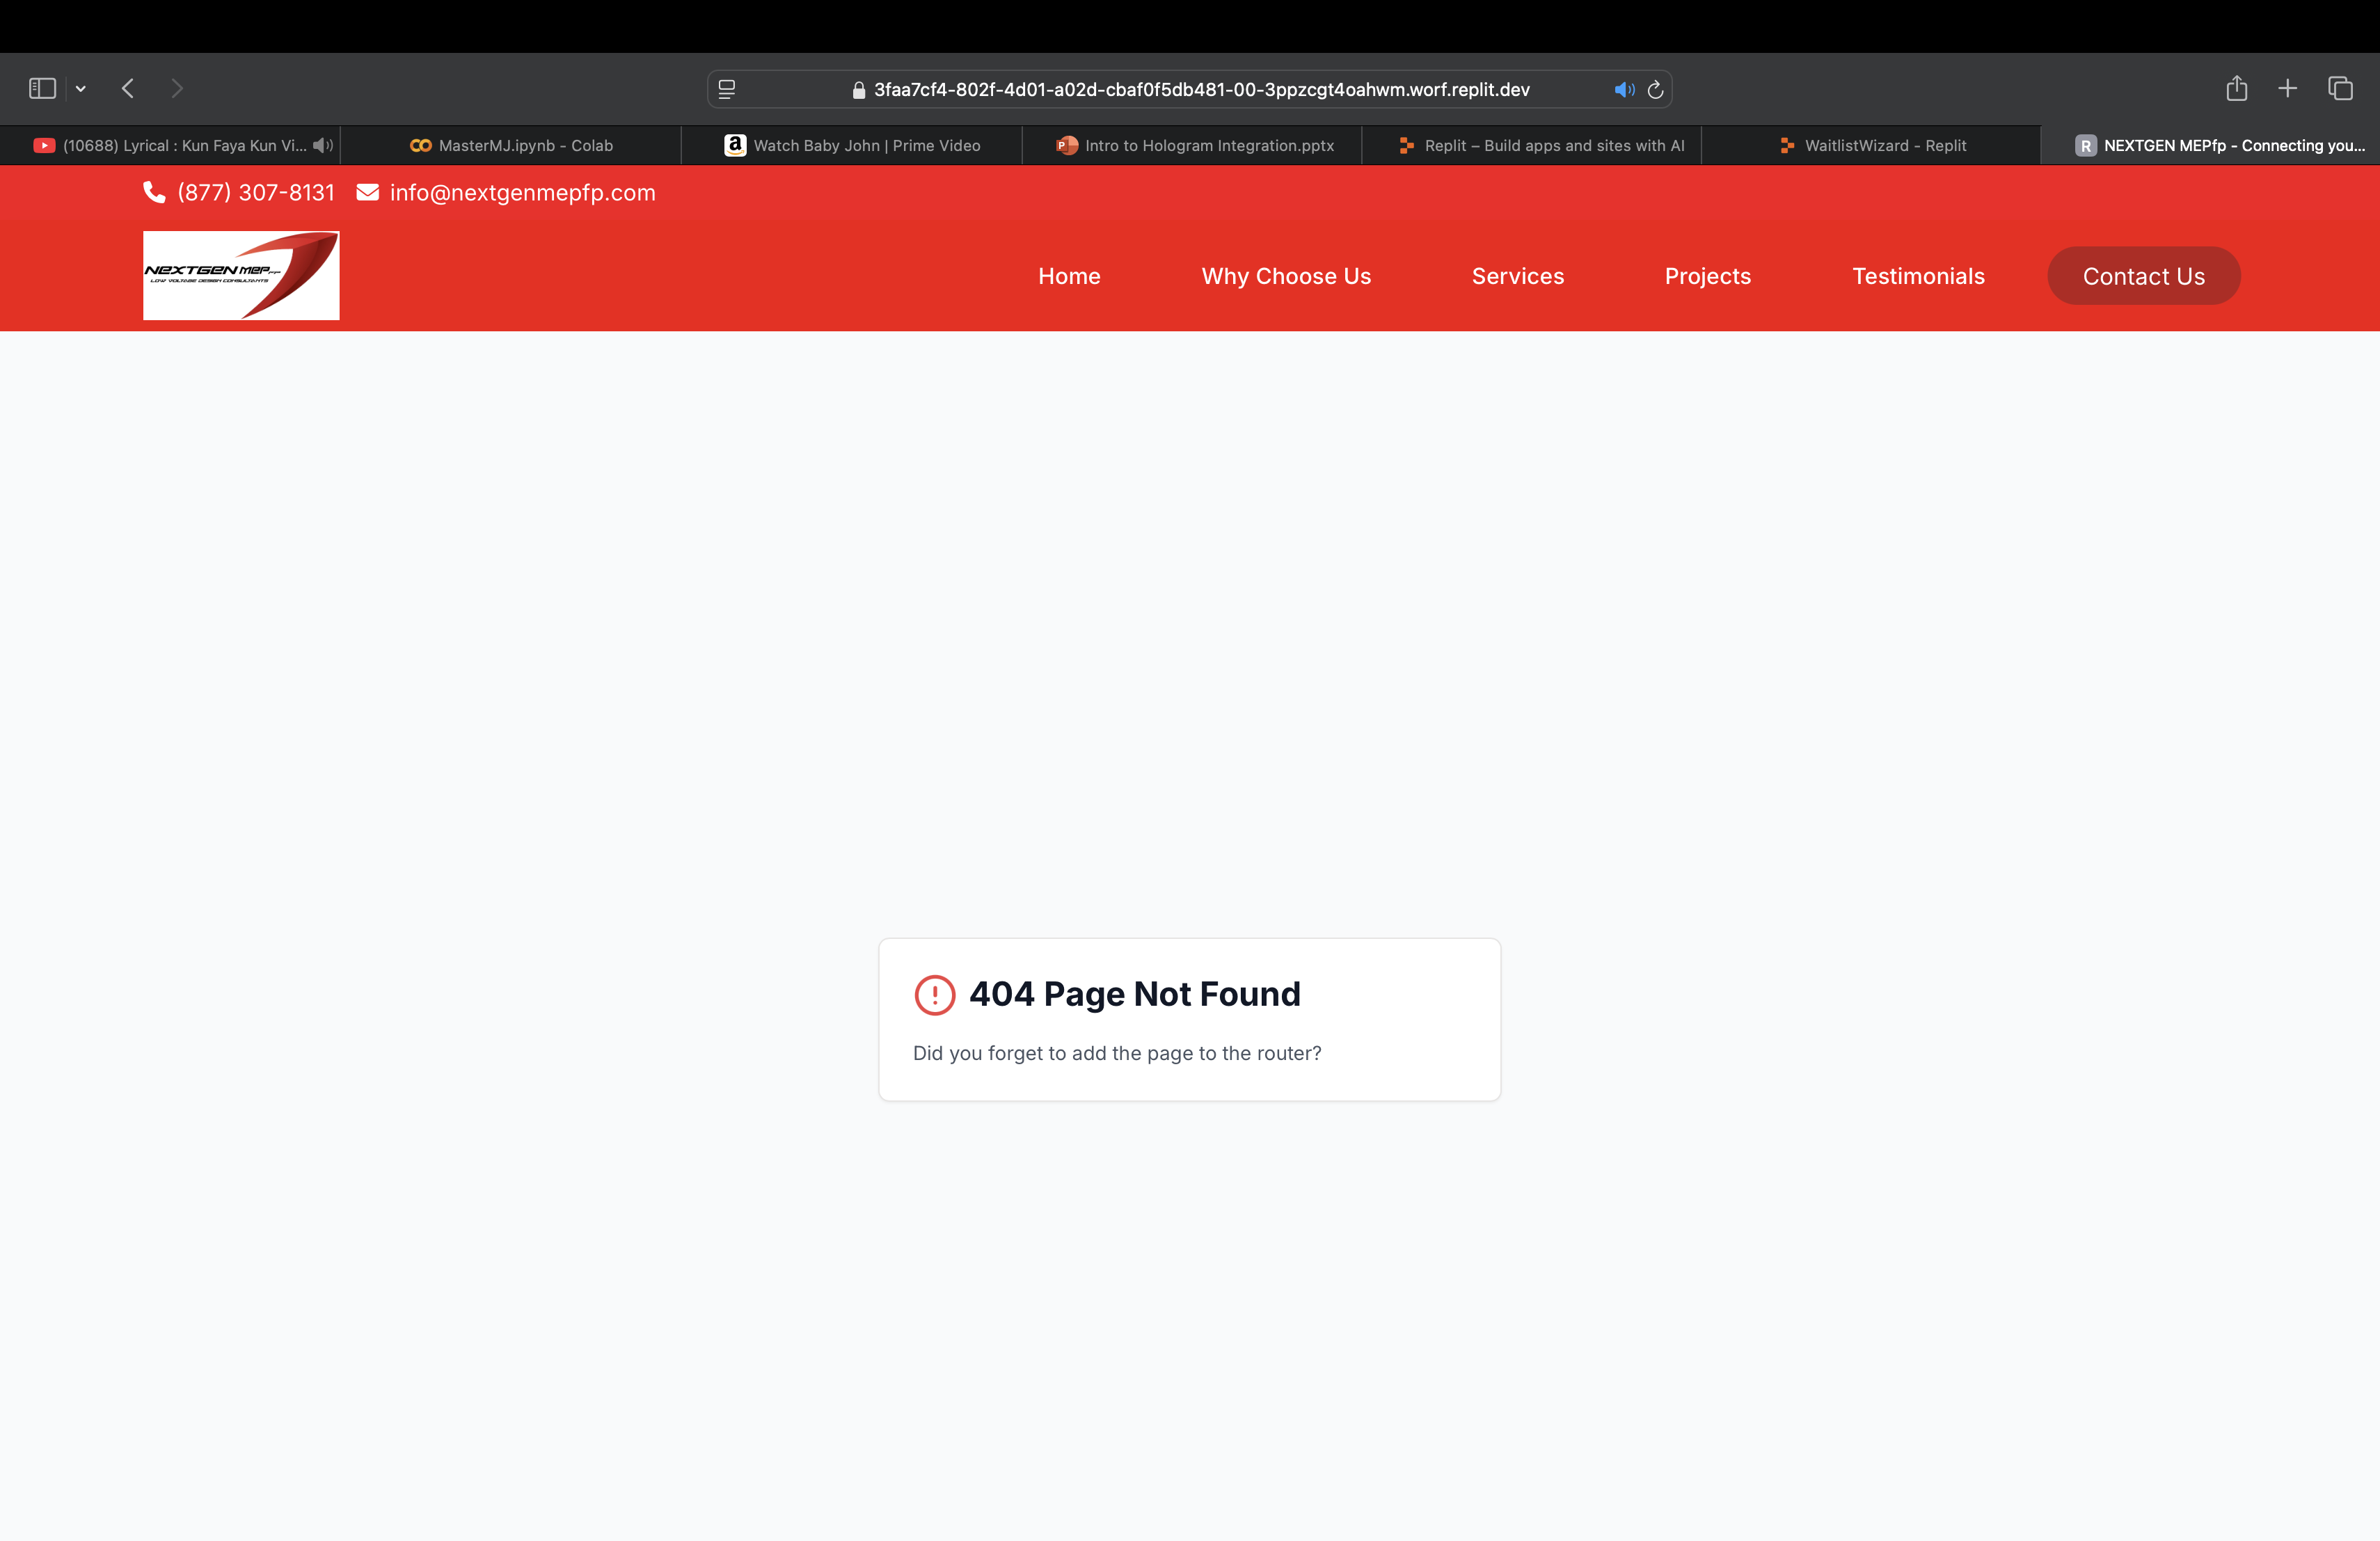 3faa7cf4-802f-4d01-a02d-cbaf0f5db481-00-3ppzcgt4oahwm.worf.replit.dev
(10688) Lyrical : Kun Faya Kun Vi...
MasterMJ.ipynb - Colab
Watch Baby John | Prime Video
Intro to Hologram Integration.pptx
Replit – Build apps and sites with AI
WaitlistWizard - Replit
R NEXTGEN MEPfp - Connecting you...
(877) 307-8131 info@nextgenmepfp.com
NEXTGEN MEP
LOW VOLTAGE DESIGN CONSULTANTS
Home
Why Choose Us
Services
Projects
Testimonials
Contact Us
404 Page Not Found
Did you forget to add the page to the router?